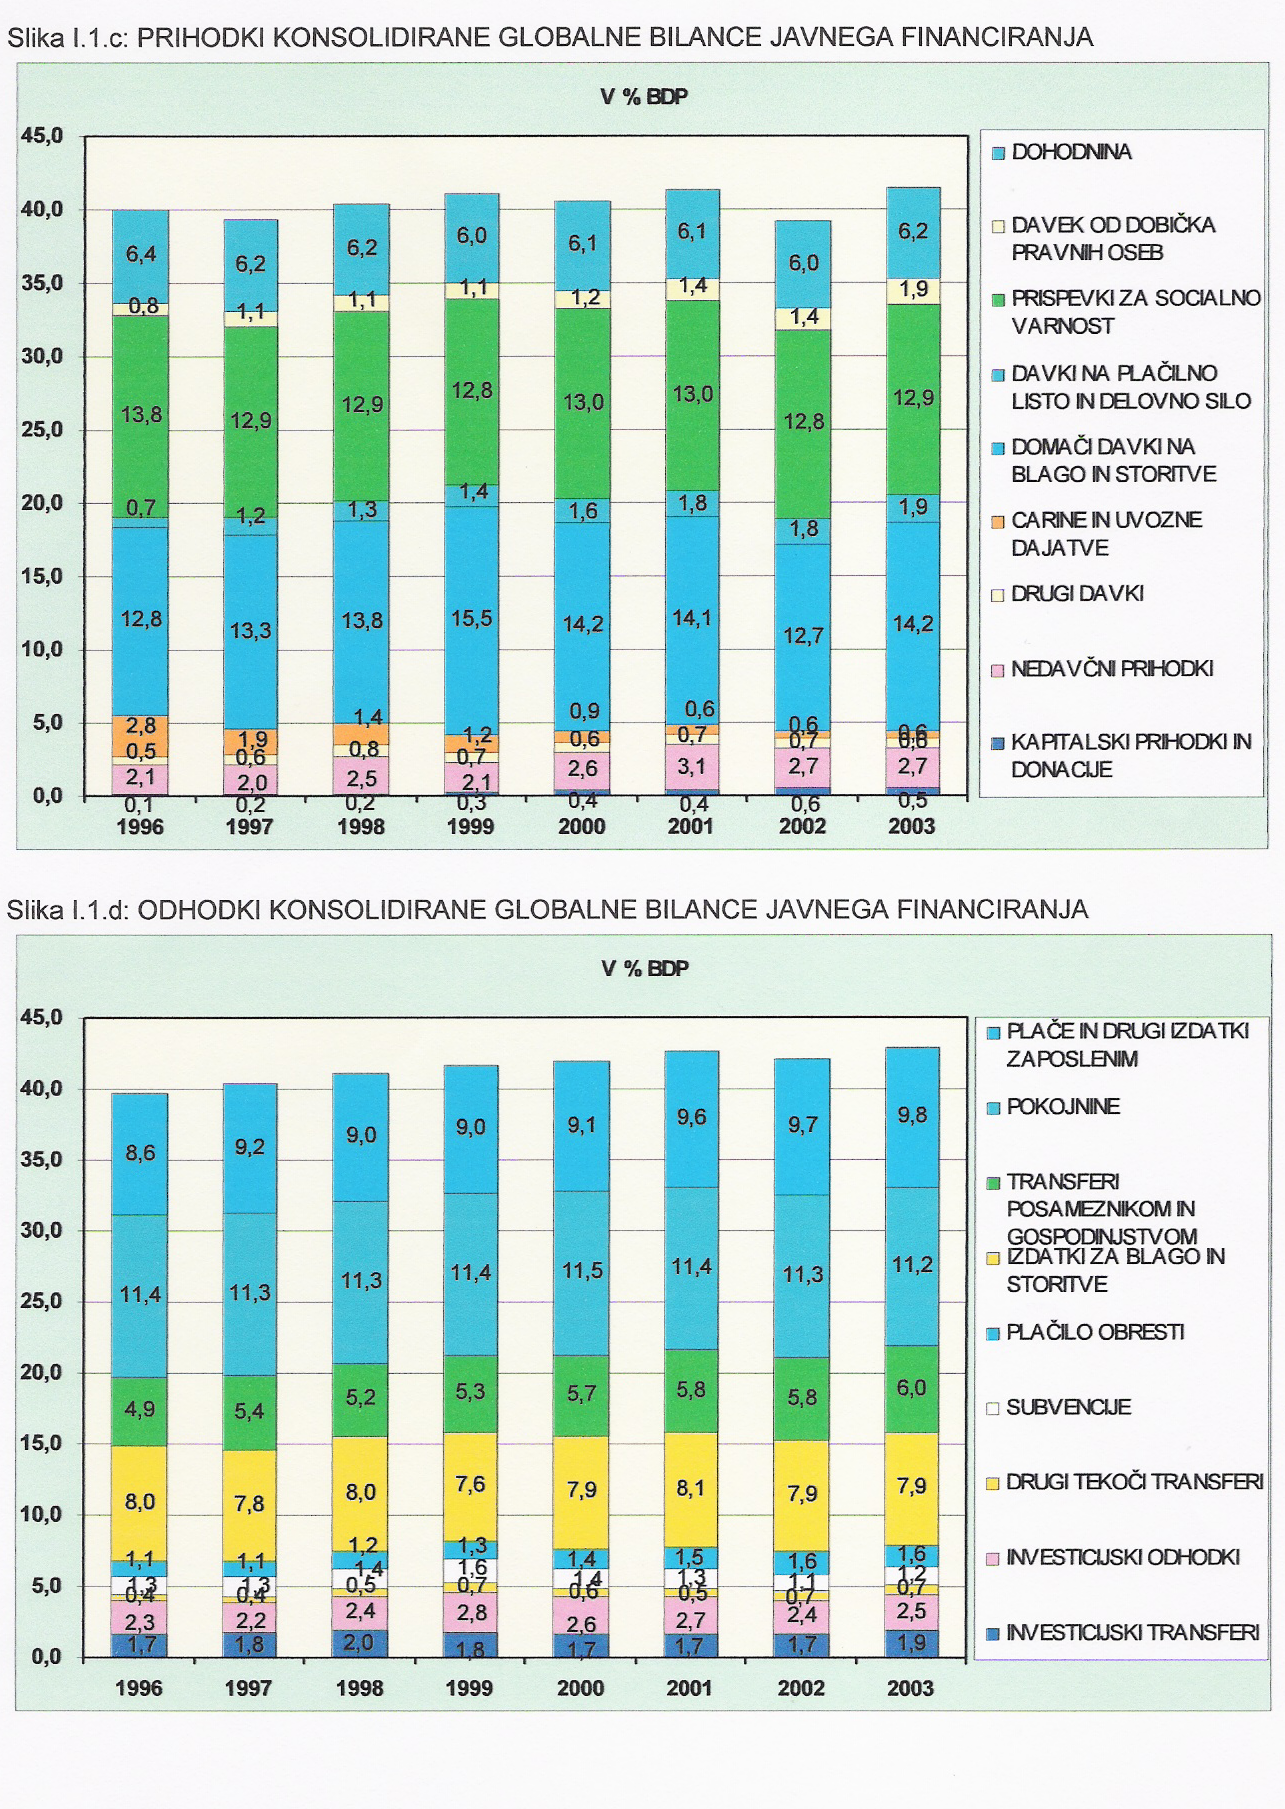 Slika I.1.c: PRIHODKI KONSOLIDIRANE GLOBALNE BILANCE JAVNEGA FINANCIRANJA
V % BDP
45,0
40,0
35,0
30,0
25,0
20,0
15,0
10,0
5,0
0,0
6,4 6,2 6,2 6,0 6,1 6,1 6,0 6,2
0,8 1,1 1,1 1,1 1,2 1,4 1,4 1,9
13,8 12,9 12,9 12,8 13,0 13,0 12,8 12,9
0,7 1,2 1,3 1,4 1,6 1,8 1,8 1,9
12,8 13,3 13,8 15,5 14,2 14,1 12,7 14,2
2,8 1,9 1,4 1,2 0,9 0,6 0,6 0,6
0,5 0,6 0,8 0,7 0,6 0,7 0,7
2,1 2,0 2,5 2,1 2,6 3,1 2,7 2,7
0,1 0,2 0,2 0,3 0,4 0,4 0,6 0,5
1996 1997 1998 1999 2000 2001 2002 2003
DOHODNINA
DAVEK OD DOBIČKA
PRAVNIH OSEB
PRISPEVKI ZA SOCIALNO
VARNOST
DAVKI NA PLAČILNO
LISTO IN DELOVNO SILO
DOMAČI DAVKI NA
BLAGO IN STORITVE
CARINE IN UVOZNE
DAJATVE
DRUGI DAVKI
NEDAVČNI PRIHODKI
KAPITALSKI PRIHODKI IN
DONACIJE
Slika I.1.d: ODHODKI KONSOLIDIRANE GLOBALNE BILANCE JAVNEGA FINANCIRANJA
V % BDP
45,0
40,0
35,0
30,0
25,0
20,0
15,0
10,0
5,0
0,0
8,6 9,2 9,0 9,0 9,1 9,6 9,7 9,8
11,4 11,3 11,3 11,4 11,5 11,4 11,3 11,2
4,9 5,4 5,2 5,3 5,7 5,8 5,8 6,0
8,0 7,8 8,0 7,6 7,9 8,1 7,9 7,9
1,1 1,1 1,2 1,3 1,4 1,5 1,6 1,6
1,3 1,3 1,4 1,6 1,4 1,3 1,1 1,2
0,4 0,4 0,5 0,7 0,6 0,5 0,7 0,7
2,3 2,2 2,4 2,8 2,6 2,7 2,4 2,5
1,7 1,8 2,0 1,8 1,7 1,7 1,7 1,9
1996 1997 1998 1999 2000 2001 2002 2003
PLAČE IN DRUGI IZDATKI
ZAPOSLENIM
POKOJNINE
TRANSFERI
POSAMEZNIKOM IN
GOSPODINJSTVOM
IZDATKI ZA BLAGO IN
STORITVE
PLAČILO OBRESTI
SUBVENCIJE
DRUGI TEKOČI TRANSFERI
INVESTICIJSKI ODHODKI
INVESTICIJSKI TRANSFERI